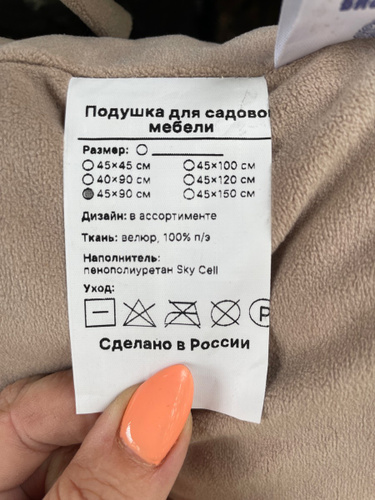 Подушка для садово
мебели
Размер:
45×45 см
45×100 см
40×90 см
45×120 см
45×90 см
45×150 см
Дизайн: в ассортименте
Ткань: велюр, 100% п/э
Наполнитель:
пенополиуретан Sky Cell
Уход:
P
Сделано в России